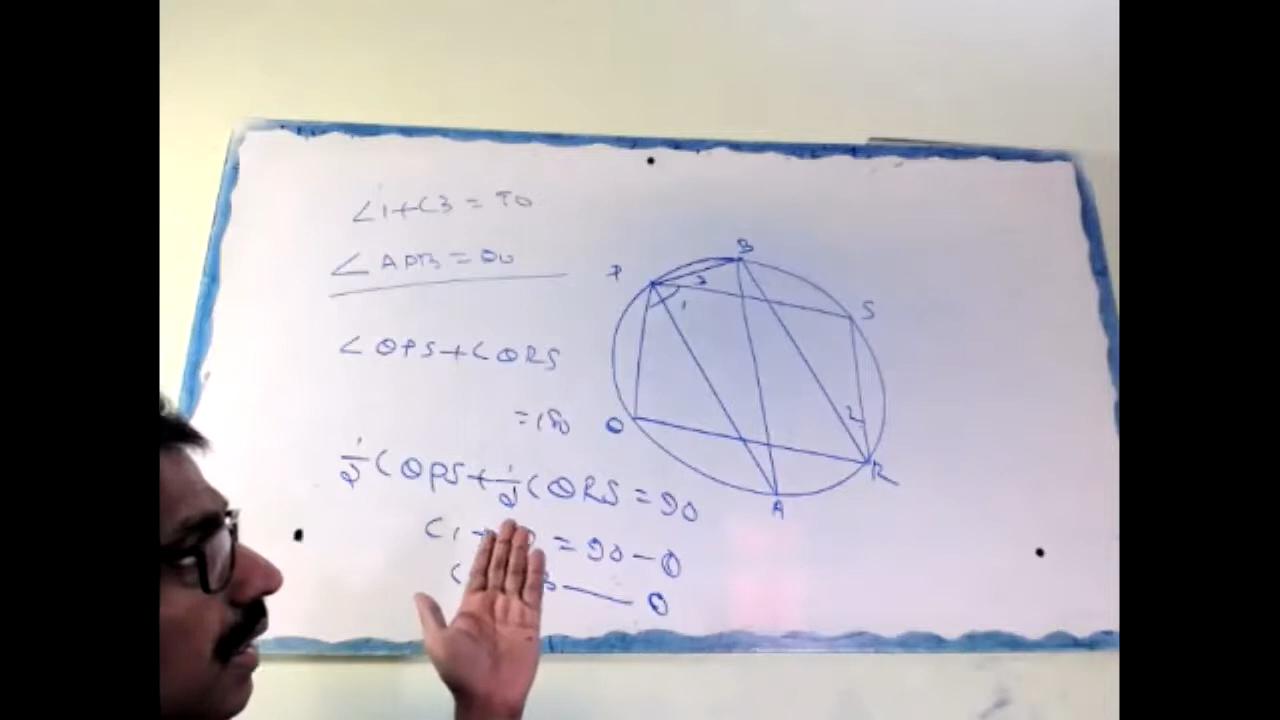 ∠1+∠3 = 90
∠APB = 90
∠QPS+∠QRS
=180
1/2∠QPS+1/2∠QRS = 90
∠1 = 90 – ①
B
P
3
1
S
Q
2
R
A